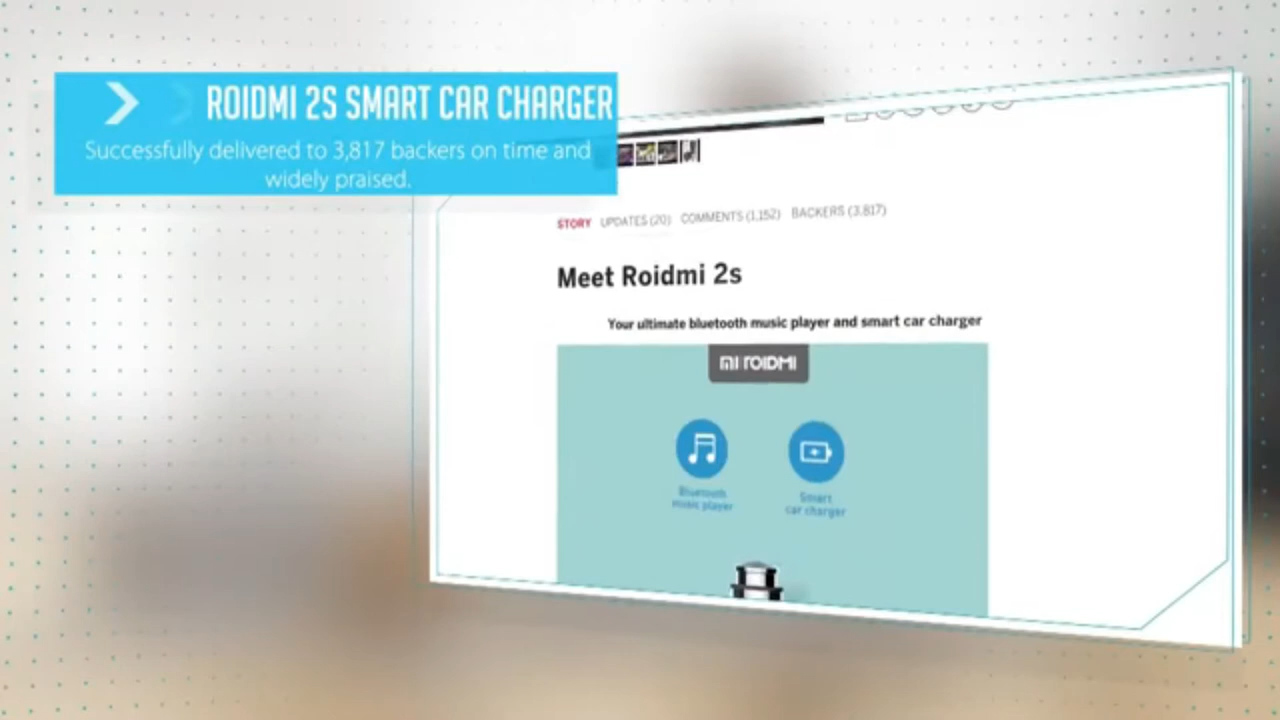 ROIDMI 2S SMART CAR CHARGER
Successfully delivered to 3,817 backers on time and
widely praised.
STORY UPDATES (20) COMMENTS (1,152) BACKERS (3,817)
Meet Roidmi 2s
Your ultimate bluetooth music player and smart car charger
MI ROIDMI
Bluetooth
music player
Smart
car charger